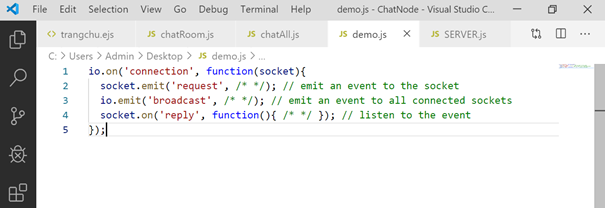 File Edit Selection View Go Debug Terminal Help demo.js - ChatNode - Visual Studio C...
trangchu.ejs chatRoom.js chatAll.js demo.js SERVER.js
C: > Users > Admin > Desktop > demo.js > ...
1 io.on('connection', function(socket){
2 socket.emit('request', /* */); // emit an event to the socket
3 io.emit('broadcast', /* */); // emit an event to all connected sockets
4 socket.on('reply', function(){ /* */ }); // listen to the event
5 });